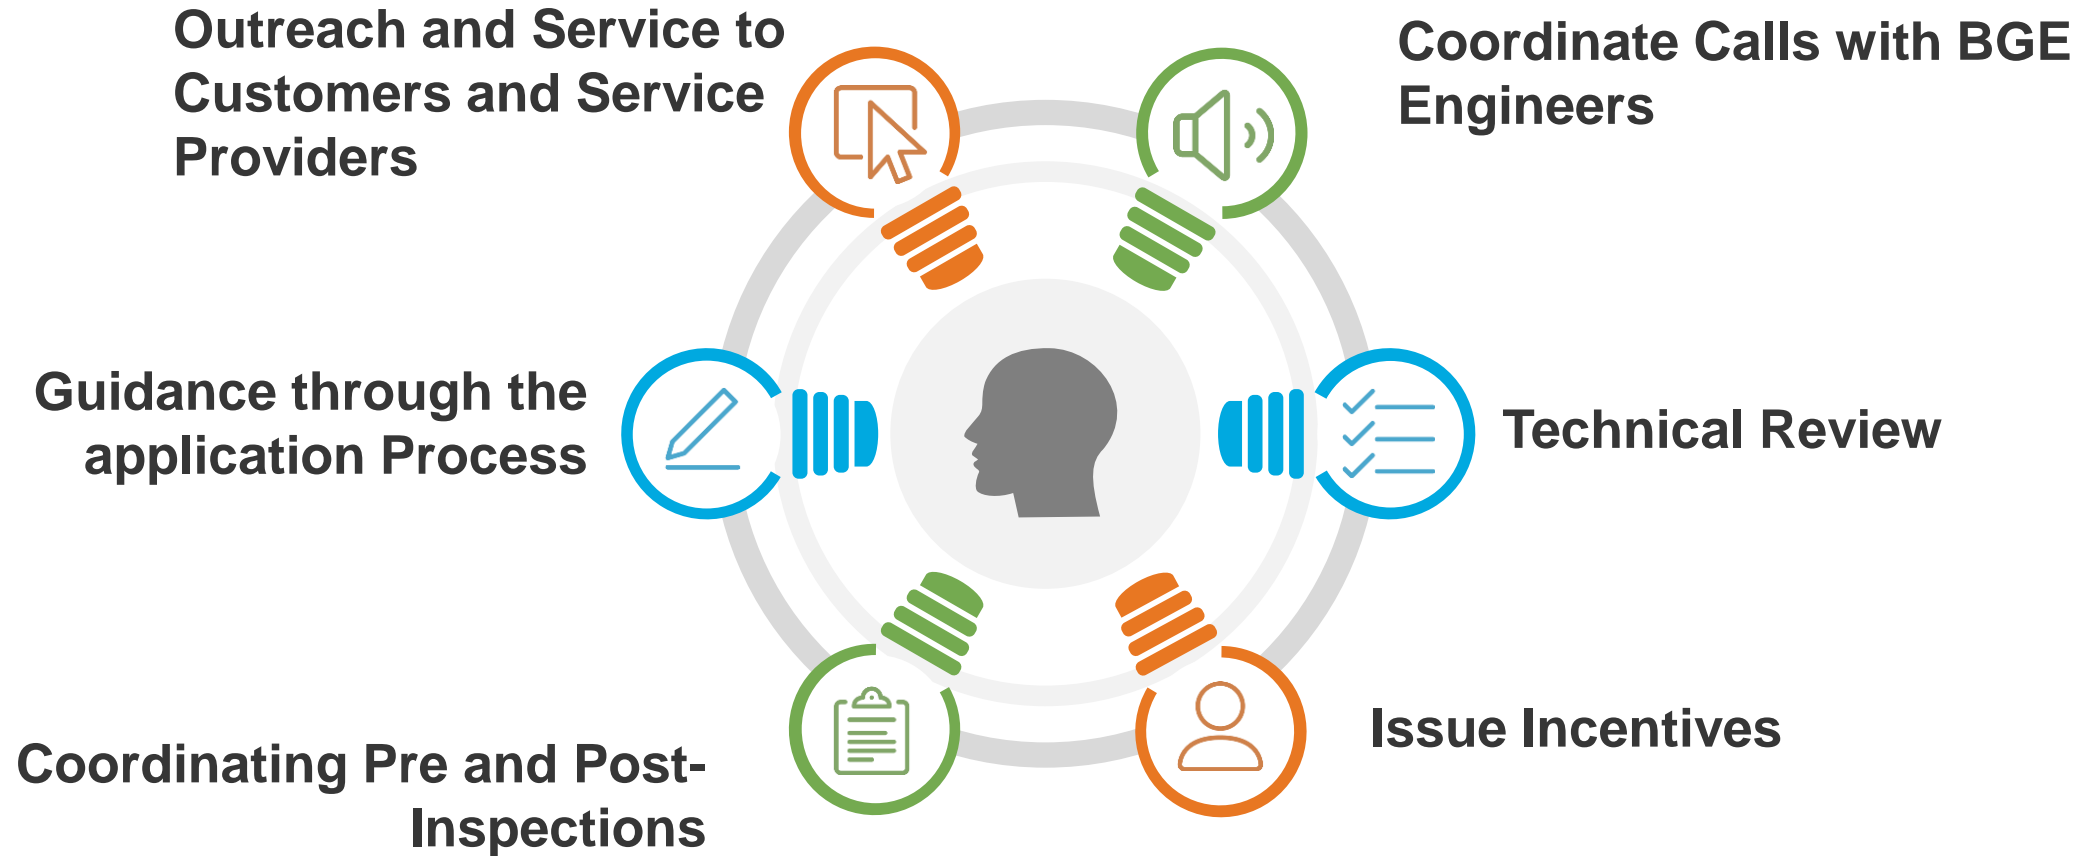 Outreach and Service to
Customers and Service
Providers
Coordinate Calls with BGE
Engineers
Guidance through the
application Process
Technical Review
Coordinating Pre and Post-
Inspections
Issue Incentives